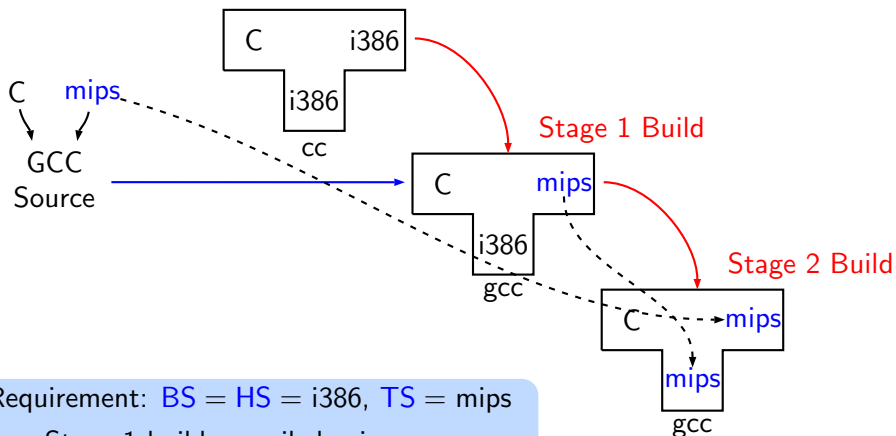 C i386
i386
cc
C mips
GCC
Source
Stage 1 Build
C mips
i386
gcc
Stage 2 Build
C mips
mips
gcc
Requirement: BS = HS = i386, TS = mips